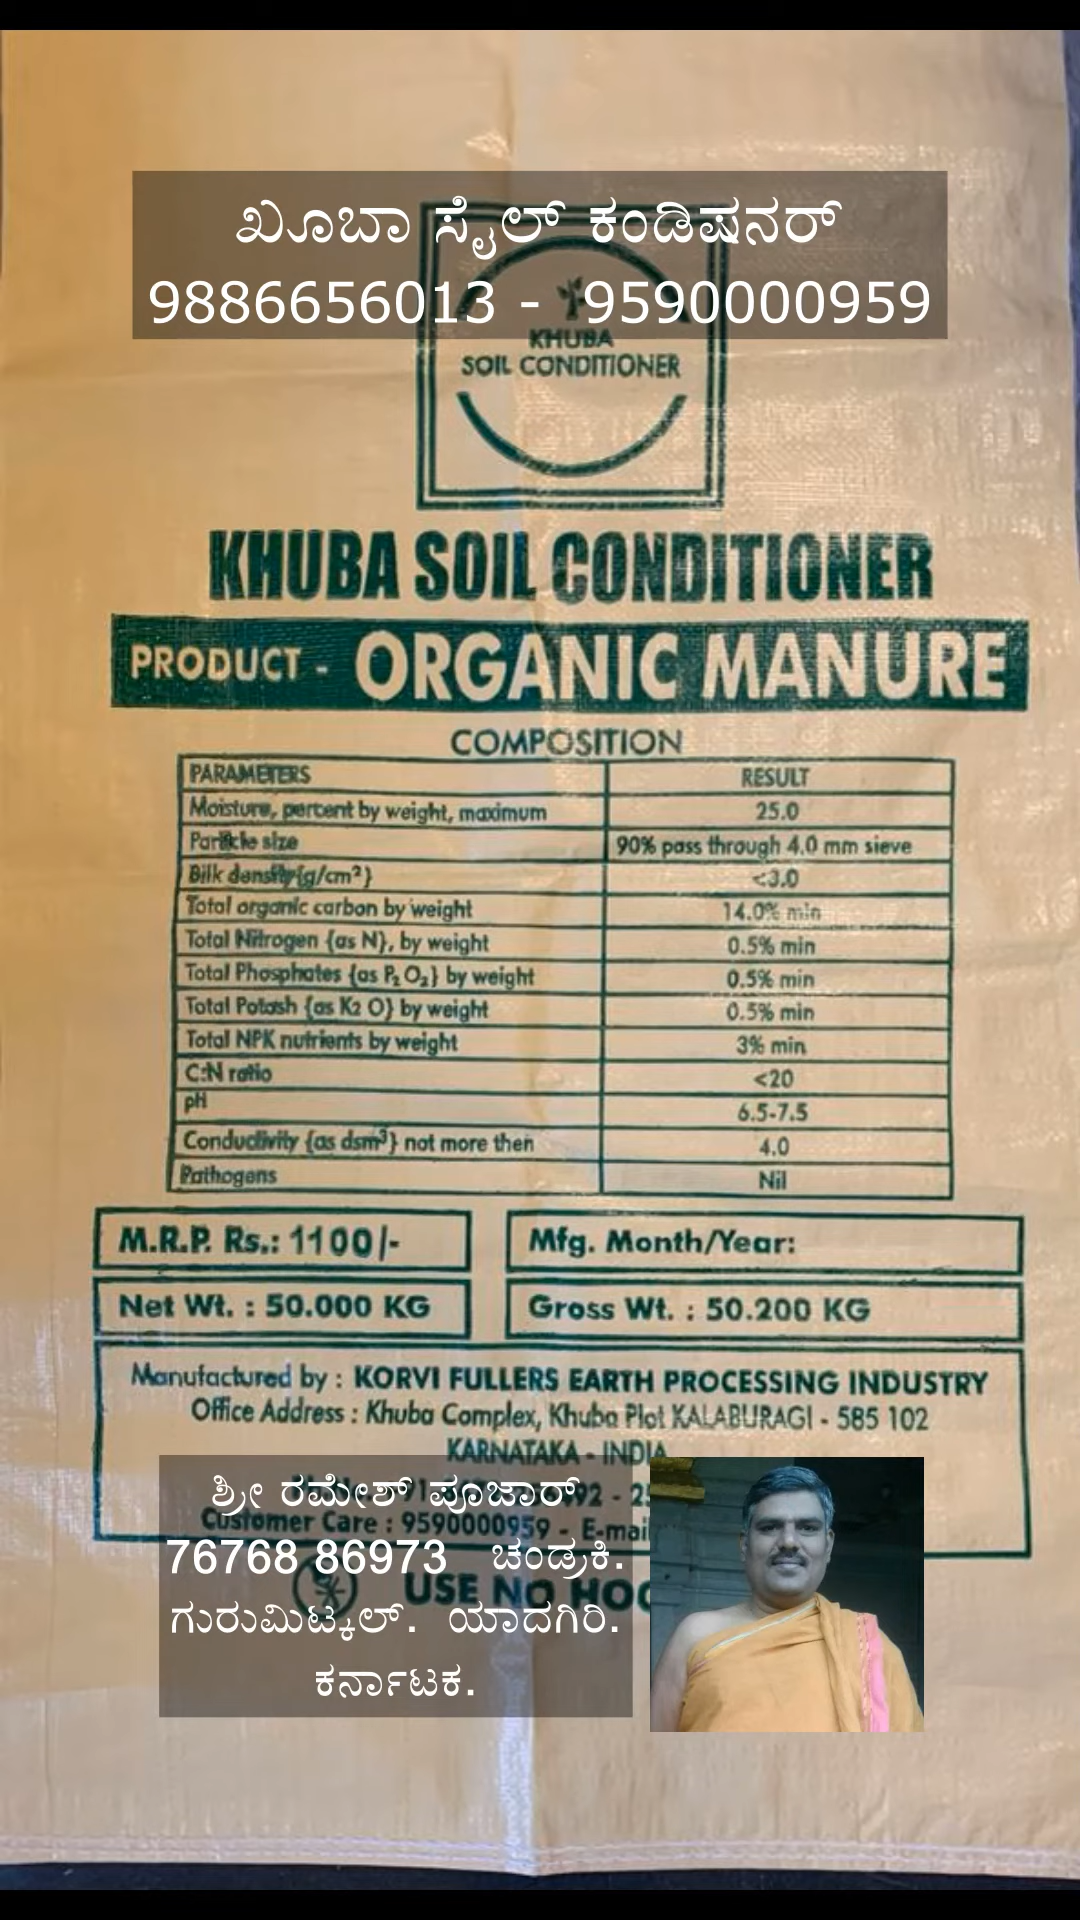 ಖೂಬಾ ಸೈಲ್ ಕಂಡಿಷನರ್
9886656013 - 9590000959
KHUBA
SOIL CONDITIONER
KHUBA SOIL CONDITIONER
PRODUCT - ORGANIC MANURE
COMPOSITION
PARAMETERS RESULT
Moisture, percent by weight, maximum 25.0
Particle size 90% pass through 4.0 mm sieve
Bilk density{g/cm²} <3.0
Total organic carbon by weight 14.0% min
Total Nitrogen {as N}, by weight 0.5% min
Total Phosphates {as P₂ O₂} by weight 0.5% min
Total Potash {as K2 O} by weight 0.5% min
Total NPK nutrients by weight 3% min
C:N ratio <20
pH 6.5-7.5
Conductivity {as dsm³} not more then 4.0
Pathogens Nil
M.R.P. Rs.: 1100/- Mfg. Month/Year:
Net Wt. : 50.000 KG Gross Wt. : 50.200 KG
Manufactured by : KORVI FULLERS EARTH PROCESSING INDUSTRY
Office Address : Khuba Complex, Khuba Plot KALABURAGI - 585 102
KARNATAKA - INDIA
Customer Care : 9590000959 - E-mai
USE NO HOO
ಶ್ರೀ ರಮೇಶ್ ಪೂಜಾರ್
76768 86973 ಚಂಡ್ರಕಿ.
ಗುರುಮಿಟ್ಕಲ್. ಯಾದಗಿರಿ.
ಕರ್ನಾಟಕ.